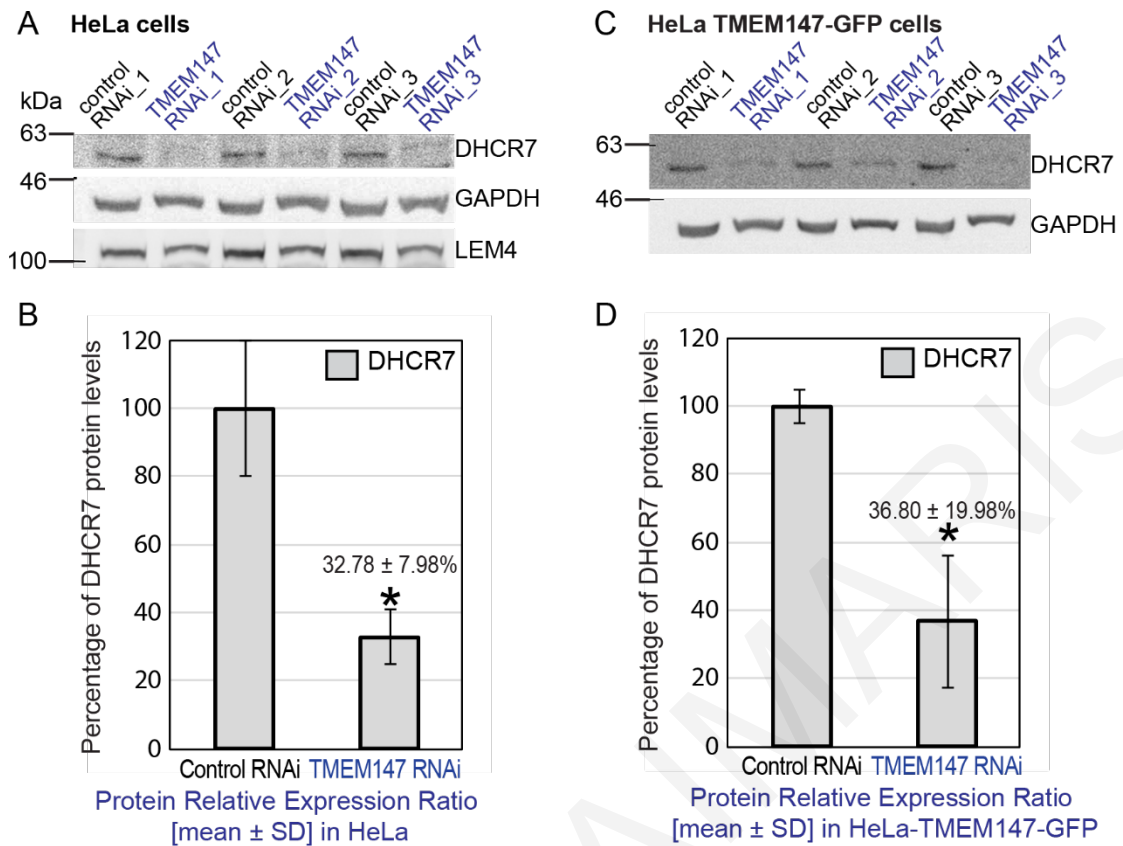 A HeLa cells
control RNAi_1
TMEM147 RNAi_1
control RNAi_2
TMEM147 RNAi_2
control RNAi_3
TMEM147 RNAi_3
kDa
63
DHCR7
46
GAPDH
LEM4
100
C HeLa TMEM147-GFP cells
control RNAi_1
TMEM147 RNAi_1
control RNAi_2
TMEM147 RNAi_2
control RNAi_3
TMEM147 RNAi_3
63
DHCR7
46
GAPDH
B
Percentage of DHCR7 protein levels
120
100
80
60
40
20
0
DHCR7
32.78 ± 7.98%
*
Control RNAi TMEM147 RNAi
Protein Relative Expression Ratio
[mean ± SD] in HeLa
D
Percentage of DHCR7 protein levels
120
100
80
60
40
20
0
DHCR7
36.80 ± 19.98%
*
Control RNAi TMEM147 RNAi
Protein Relative Expression Ratio
[mean ± SD] in HeLa-TMEM147-GFP